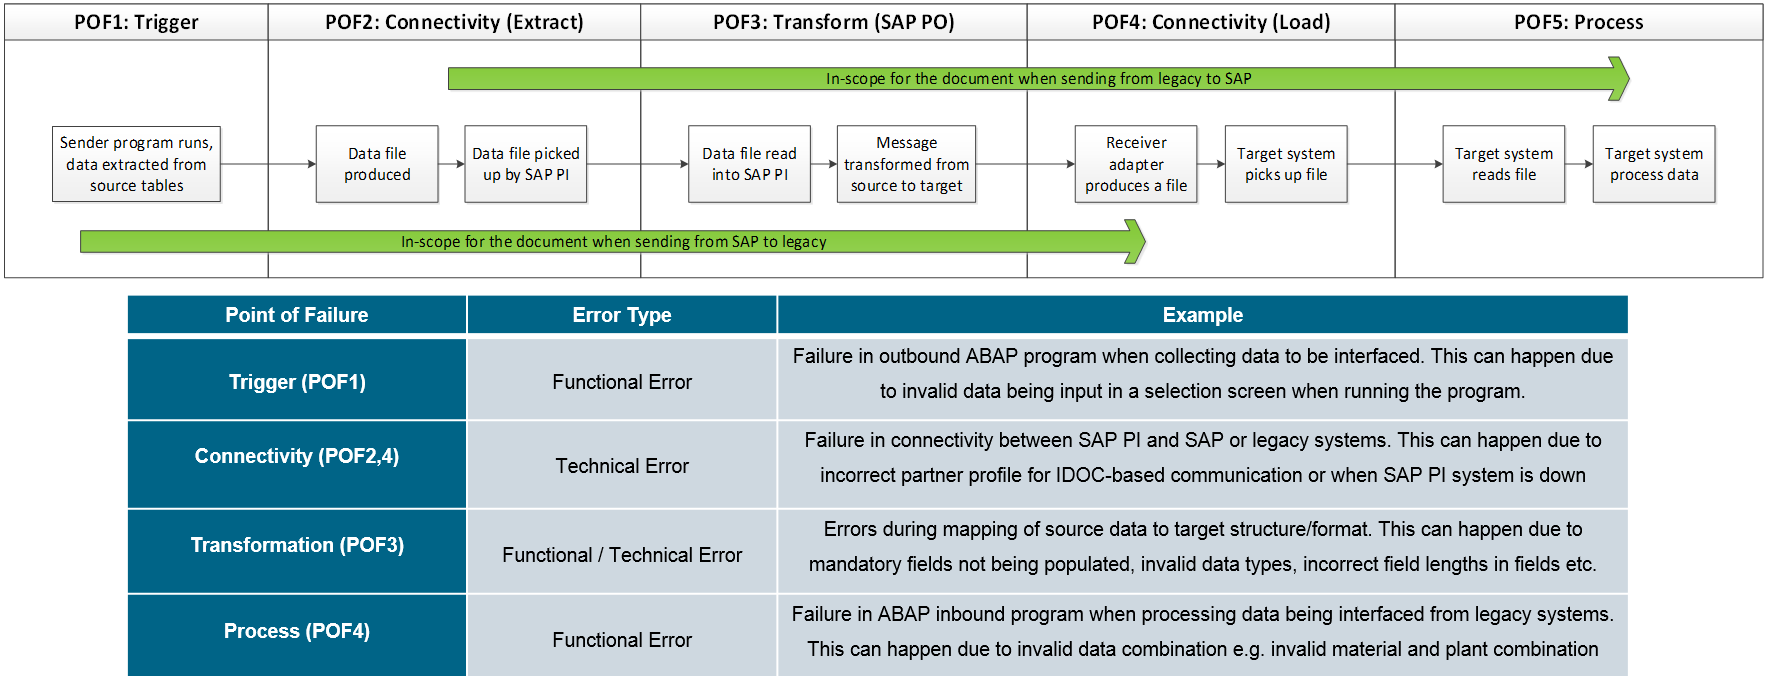 POF1: Trigger
POF2: Connectivity (Extract)
POF3: Transform (SAP PO)
POF4: Connectivity (Load)
POF5: Process
In-scope for the document when sending from legacy to SAP
Sender program runs,
data extracted from
source tables
Data file
produced
Data file picked
up by SAP PI
Data file read
into SAP PI
Message
transformed from
source to target
Receiver
adapter
produces a file
Target system
picks up file
Target system
reads file
Target system
process data
In-scope for the document when sending from SAP to legacy
Point of Failure
Error Type
Example
Trigger (POF1)
Functional Error
Failure in outbound ABAP program when collecting data to be interfaced. This can happen due
to invalid data being input in a selection screen when running the program.
Connectivity (POF2,4)
Technical Error
Failure in connectivity between SAP PI and SAP or legacy systems. This can happen due to
incorrect partner profile for IDOC-based communication or when SAP PI system is down
Transformation (POF3)
Functional / Technical Error
Errors during mapping of source data to target structure/format. This can happen due to
mandatory fields not being populated, invalid data types, incorrect field lengths in fields etc.
Process (POF4)
Functional Error
Failure in ABAP inbound program when processing data being interfaced from legacy systems.
This can happen due to invalid data combination e.g. invalid material and plant combination